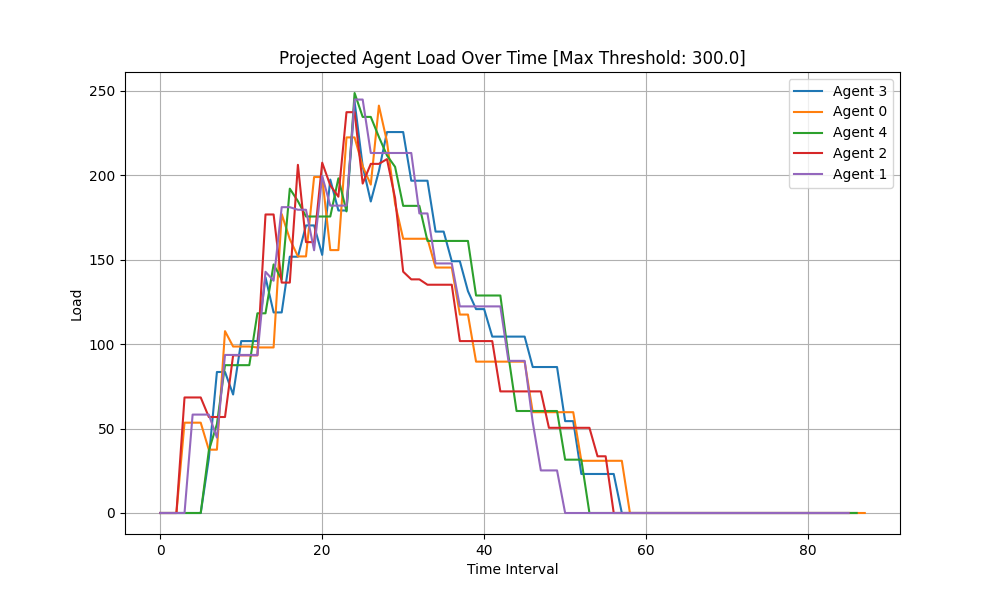 Projected Agent Load Over Time [Max Threshold: 300.0]
Load
250
200
150
100
50
0
0 20 40 60 80
Time Interval
Agent 3
Agent 0
Agent 4
Agent 2
Agent 1